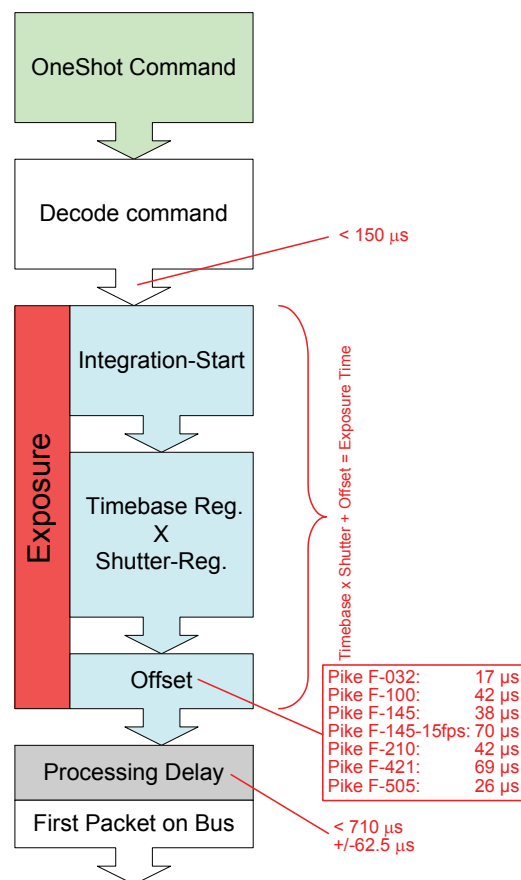 OneShot Command
Decode command
< 150 µs
Exposure
Integration-Start
Timebase Reg.
X
Shutter-Reg.
Timebase x Shutter + Offset = Exposure Time
Offset
Pike F-032: 17 µs
Pike F-100: 42 µs
Pike F-145: 38 µs
Pike F-145-15fps: 70 µs
Pike F-210: 42 µs
Pike F-421: 69 µs
Pike F-505: 26 µs
Processing Delay
First Packet on Bus
< 710 µs
+/-62.5 µs